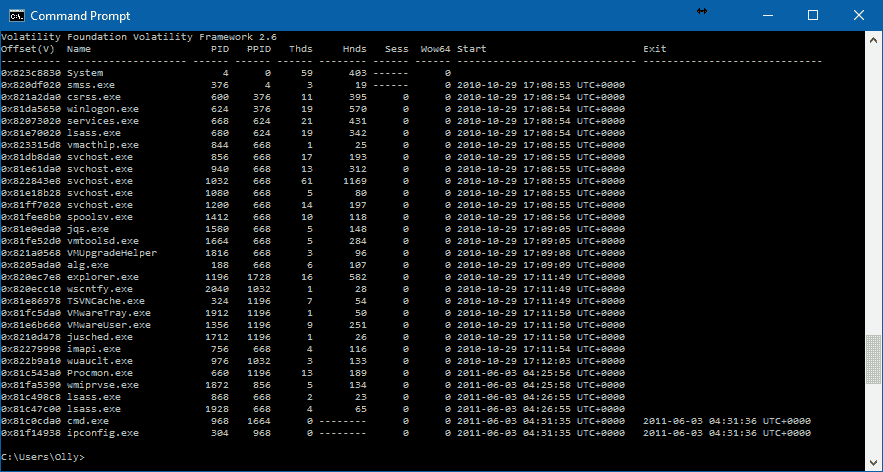 Command Prompt
Volatility Foundation Volatility Framework 2.6
Offset(V)  Name                    PID   PPID   Thds     Hnds   Sess  Wow64 Start                          Exit
---------- -------------------- ------ ------ ------ -------- ------ ------ ------------------------------ ------------------------------
0x823c8830 System                    4      0     59      403 ------      0
0x820df020 smss.exe                376      4      3       19 ------      0 2010-10-29 17:08:53 UTC+0000
0x821a2da0 csrss.exe               600    376     11      395      0      0 2010-10-29 17:08:54 UTC+0000
0x81da5650 winlogon.exe            624    376     19      570      0      0 2010-10-29 17:08:54 UTC+0000
0x82073020 services.exe            668    624     21      431      0      0 2010-10-29 17:08:54 UTC+0000
0x81e70020 lsass.exe               680    624     19      342      0      0 2010-10-29 17:08:54 UTC+0000
0x823315d8 vmacthlp.exe            844    668      1       25      0      0 2010-10-29 17:08:55 UTC+0000
0x81db8da0 svchost.exe             856    668     17      193      0      0 2010-10-29 17:08:55 UTC+0000
0x81e61da0 svchost.exe             940    668     13      312      0      0 2010-10-29 17:08:55 UTC+0000
0x822843e8 svchost.exe            1032    668     61     1169      0      0 2010-10-29 17:08:55 UTC+0000
0x81e18b28 svchost.exe            1080    668      5       80      0      0 2010-10-29 17:08:55 UTC+0000
0x81ff7020 svchost.exe            1200    668     14      197      0      0 2010-10-29 17:08:55 UTC+0000
0x81fee8b0 spoolsv.exe            1412    668     10      118      0      0 2010-10-29 17:08:56 UTC+0000
0x81e0eda0 jqs.exe                1580    668      5      148      0      0 2010-10-29 17:09:05 UTC+0000
0x81fe52d0 vmtoolsd.exe           1664    668      5      284      0      0 2010-10-29 17:09:05 UTC+0000
0x821a0568 VMUpgradeHelper        1816    668      3       96      0      0 2010-10-29 17:09:08 UTC+0000
0x8205ada0 alg.exe                 188    668      6      107      0      0 2010-10-29 17:09:09 UTC+0000
0x820ec7e8 explorer.exe           1196   1728     16      582      0      0 2010-10-29 17:11:49 UTC+0000
0x820ecc10 wscntfy.exe            2040   1032      1       28      0      0 2010-10-29 17:11:49 UTC+0000
0x81e86978 TSVNCache.exe           324   1196      7       54      0      0 2010-10-29 17:11:49 UTC+0000
0x81fc5da0 VMwareTray.exe         1912   1196      1       50      0      0 2010-10-29 17:11:50 UTC+0000
0x81e6b660 VMwareUser.exe         1356   1196      9      251      0      0 2010-10-29 17:11:50 UTC+0000
0x8210d478 jusched.exe            1712   1196      1       26      0      0 2010-10-29 17:11:50 UTC+0000
0x82279998 imapi.exe               756    668      4      116      0      0 2010-10-29 17:11:54 UTC+0000
0x822b9a10 wuauclt.exe             976   1032      3      133      0      0 2010-10-29 17:12:03 UTC+0000
0x81c543a0 Procmon.exe             660   1196     13      189      0      0 2011-06-03 04:25:56 UTC+0000
0x81fa5390 wmiprvse.exe           1872    856      5      134      0      0 2011-06-03 04:25:58 UTC+0000
0x81c498c8 lsass.exe               868    668      2       23      0      0 2011-06-03 04:26:55 UTC+0000
0x81c47c00 lsass.exe              1928    668      4       65      0      0 2011-06-03 04:26:55 UTC+0000
0x81c0cda0 cmd.exe                 968   1664      0 --------      0      0 2011-06-03 04:31:35 UTC+0000   2011-06-03 04:31:36 UTC+0000
0x81f14938 ipconfig.exe            304    968      0 --------      0      0 2011-06-03 04:31:35 UTC+0000   2011-06-03 04:31:36 UTC+0000
C:\Users\Olly>